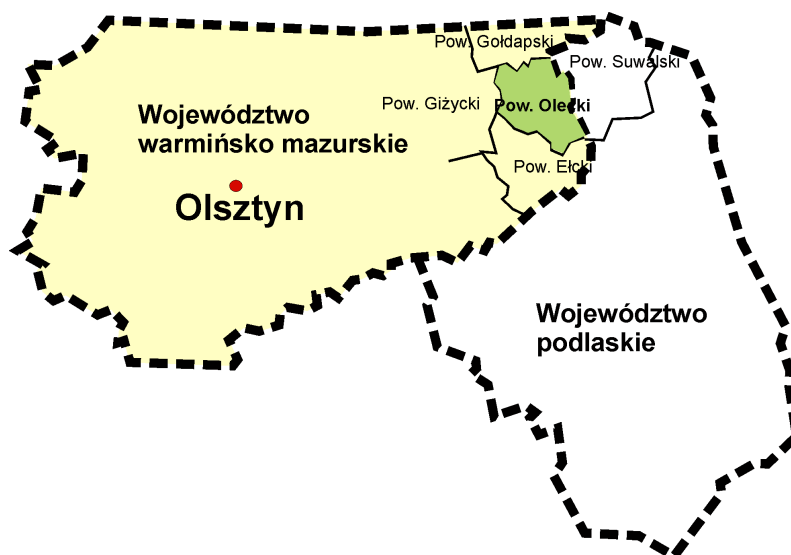 Pow. Gołdapski
Pow. Suwalski
Pow. Giżycki
Pow. Olecki
Województwo
warmińsko mazurskie
Pow. Ełcki
Olsztyn
Województwo
podlaskie